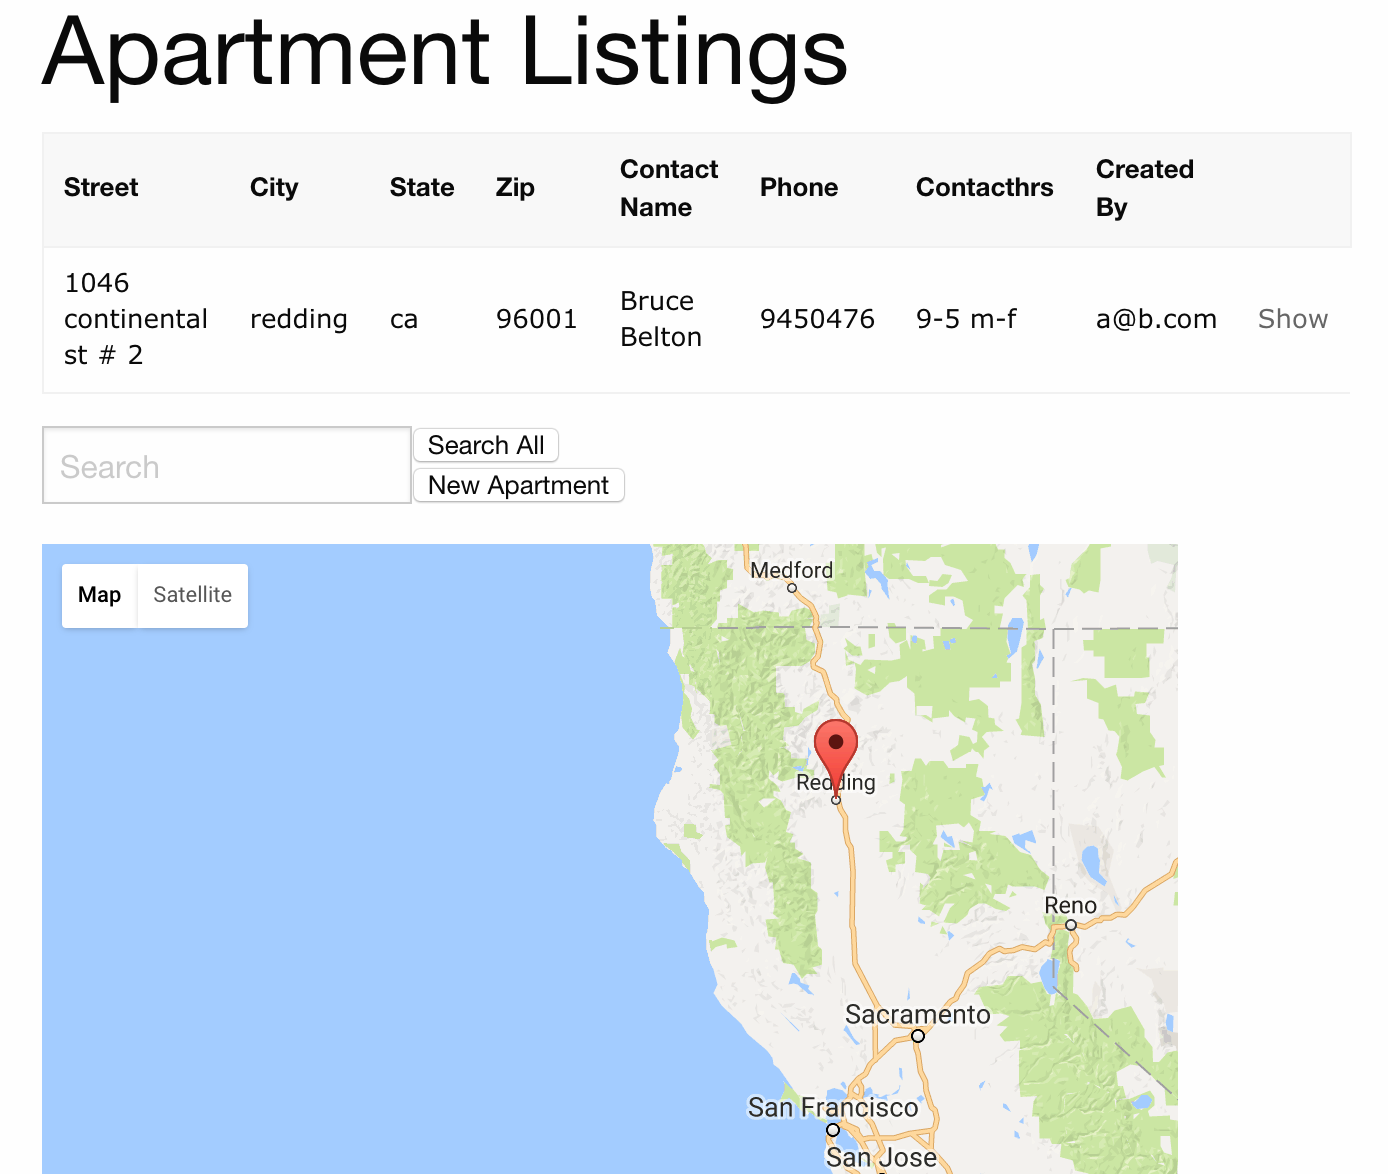 Apartment Listings
Street City State Zip Contact Name Phone Contacthrs Created By
1046 continental st # 2 redding ca 96001 Bruce Belton 9450476 9-5 m-f a@b.com Show
Search
Search All
New Apartment
Map Satellite
Medford
Redding
Reno
Sacramento
San Francisco
San Jose